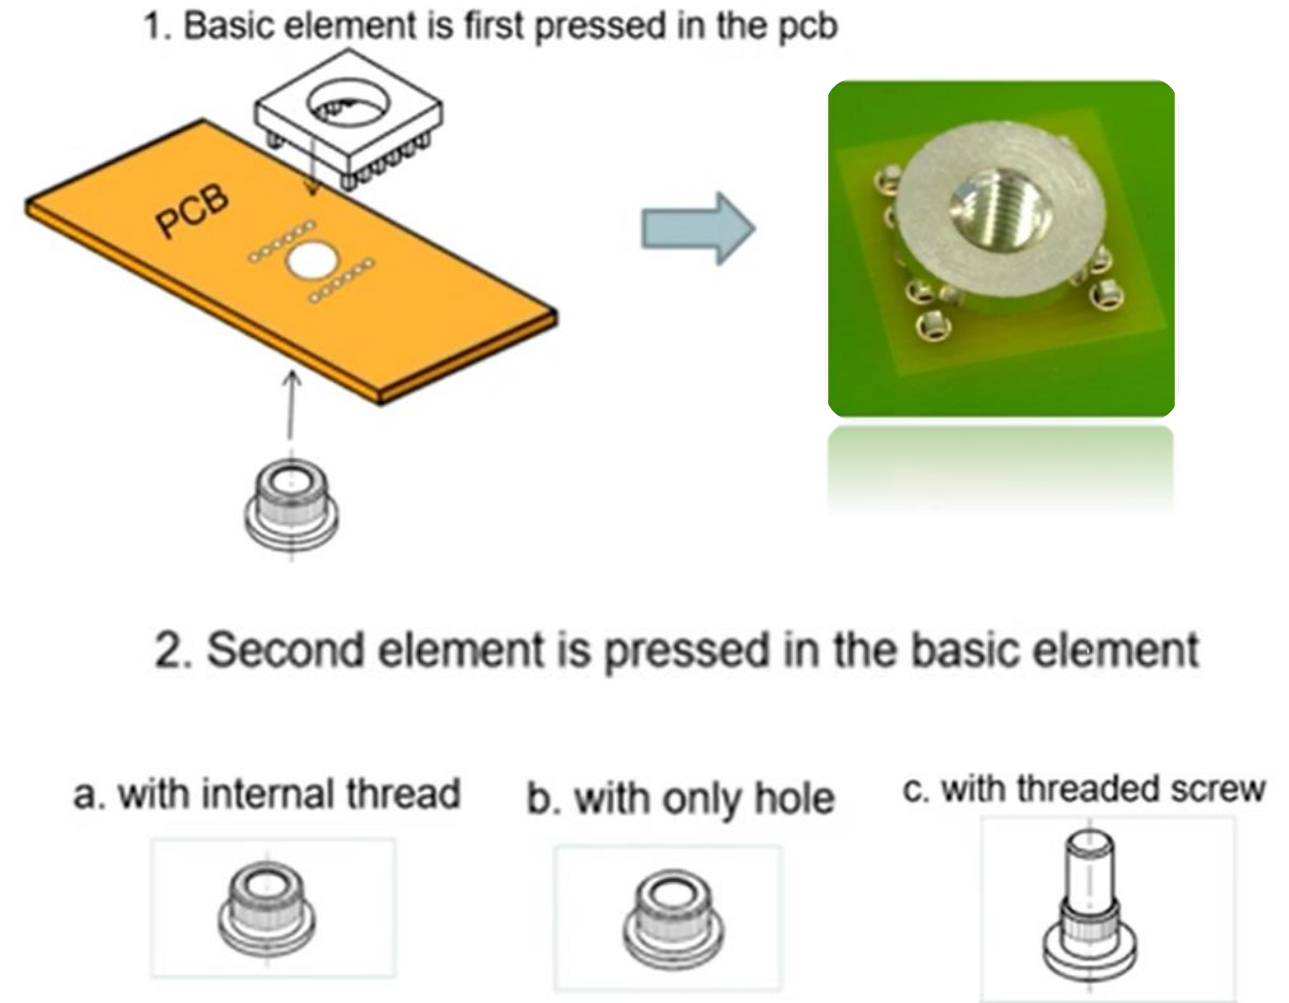 1. Basic element is first pressed in the pcb
PCB
2. Second element is pressed in the basic element
a. with internal thread
b. with only hole
c. with threaded screw